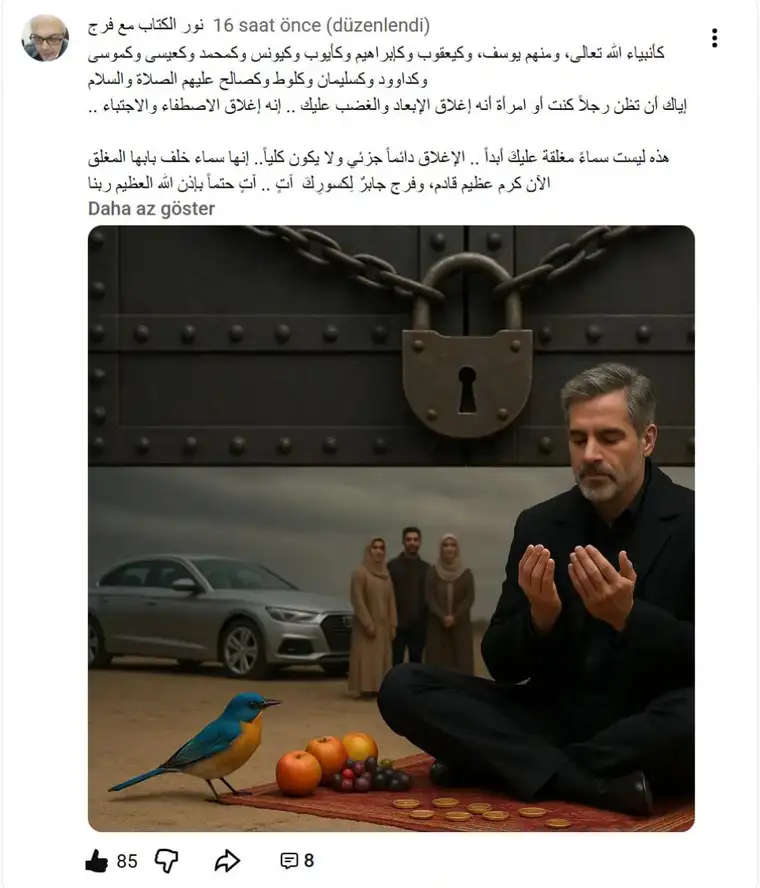 نور الكتاب مع فرج 16 saat önce (düzenlendi)
كأنبياء الله تعالى، ومنهم يوسف، وكيعقوب وكإبراهيم وكأيوب وكيونس وكمحمد وكعيسى وكموسى
وكداوود وكسليمان وكلوط وكصالح عليهم الصلاة والسلام
إياك أن تظن رجلاً كنت أو امرأة أنه إغلاق الإبعاد والغضب عليك .. إنه إغلاق الاصطفاء والاجتباء ..
هذه ليست سماءً مغلقة عليكَ أبداً .. الإغلاق دائماً جزئي ولا يكون كلياً.. إنها سماء خلف بابها المغلق
الآن كرم عظيم قادم، وفرج جابرٌ لِكسورِكَ آتٍ .. آتٍ حتماً بإذن الله العظيم ربنا
Daha az göster
85 8